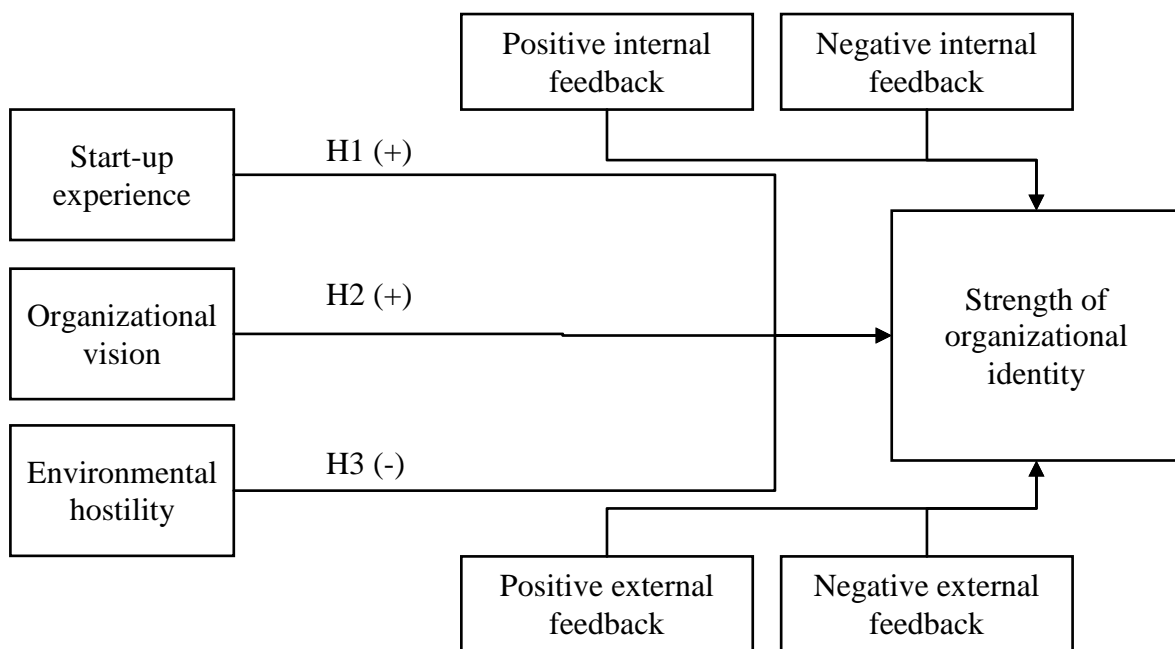 Positive internal
feedback
Negative internal
feedback
Start-up
experience
H1 (+)
Organizational
vision
H2 (+)
Strength of
organizational
identity
Environmental
hostility
H3 (-)
Positive external
feedback
Negative external
feedback